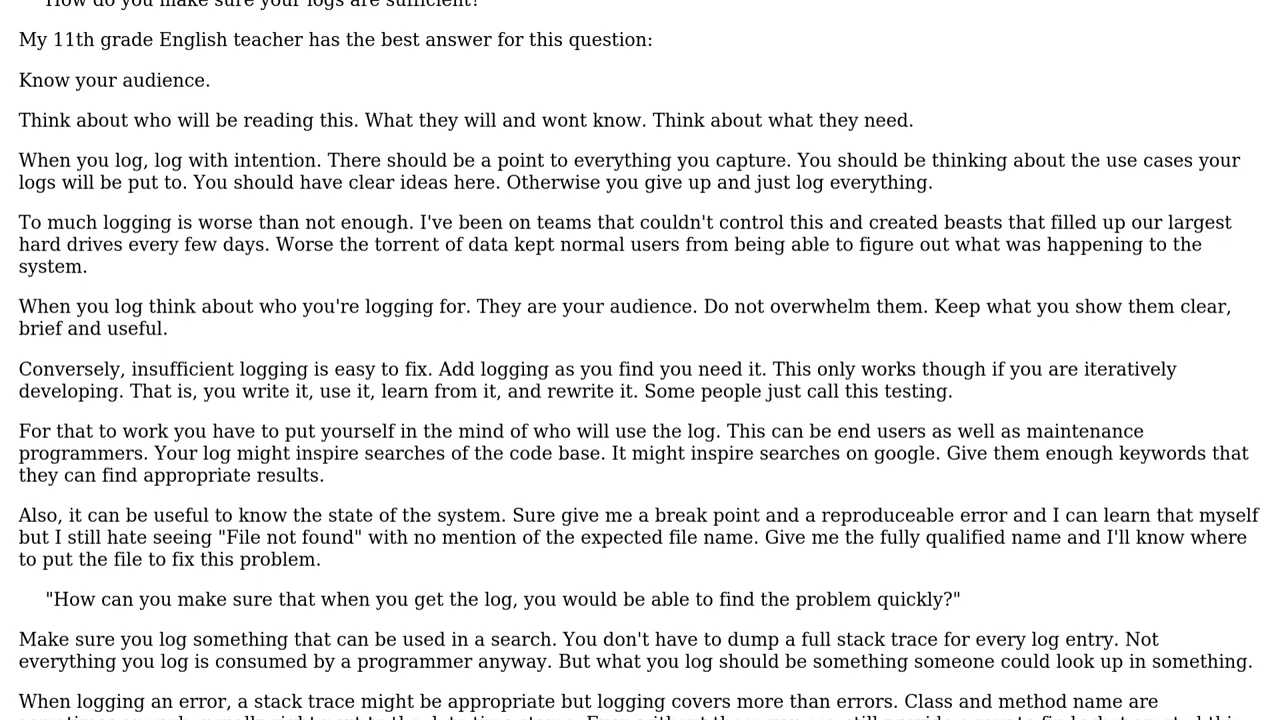 "How do you make sure your logs are sufficient?
My 11th grade English teacher has the best answer for this question:
Know your audience.
Think about who will be reading this. What they will and wont know. Think about what they need.
When you log, log with intention. There should be a point to everything you capture. You should be thinking about the use cases your
logs will be put to. You should have clear ideas here. Otherwise you give up and just log everything.
To much logging is worse than not enough. I've been on teams that couldn't control this and created beasts that filled up our largest
hard drives every few days. Worse the torrent of data kept normal users from being able to figure out what was happening to the
system.
When you log think about who you're logging for. They are your audience. Do not overwhelm them. Keep what you show them clear,
brief and useful.
Conversely, insufficient logging is easy to fix. Add logging as you find you need it. This only works though if you are iteratively
developing. That is, you write it, use it, learn from it, and rewrite it. Some people just call this testing.
For that to work you have to put yourself in the mind of who will use the log. This can be end users as well as maintenance
programmers. Your log might inspire searches of the code base. It might inspire searches on google. Give them enough keywords that
they can find appropriate results.
Also, it can be useful to know the state of the system. Sure give me a break point and a reproduceable error and I can learn that myself
but I still hate seeing "File not found" with no mention of the expected file name. Give me the fully qualified name and I'll know where
to put the file to fix this problem.
"How can you make sure that when you get the log, you would be able to find the problem quickly?"
Make sure you log something that can be used in a search. You don't have to dump a full stack trace for every log entry. Not
everything you log is consumed by a programmer anyway. But what you log should be something someone could look up in something.
When logging an error, a stack trace might be appropriate but logging covers more than errors. Class and method name are